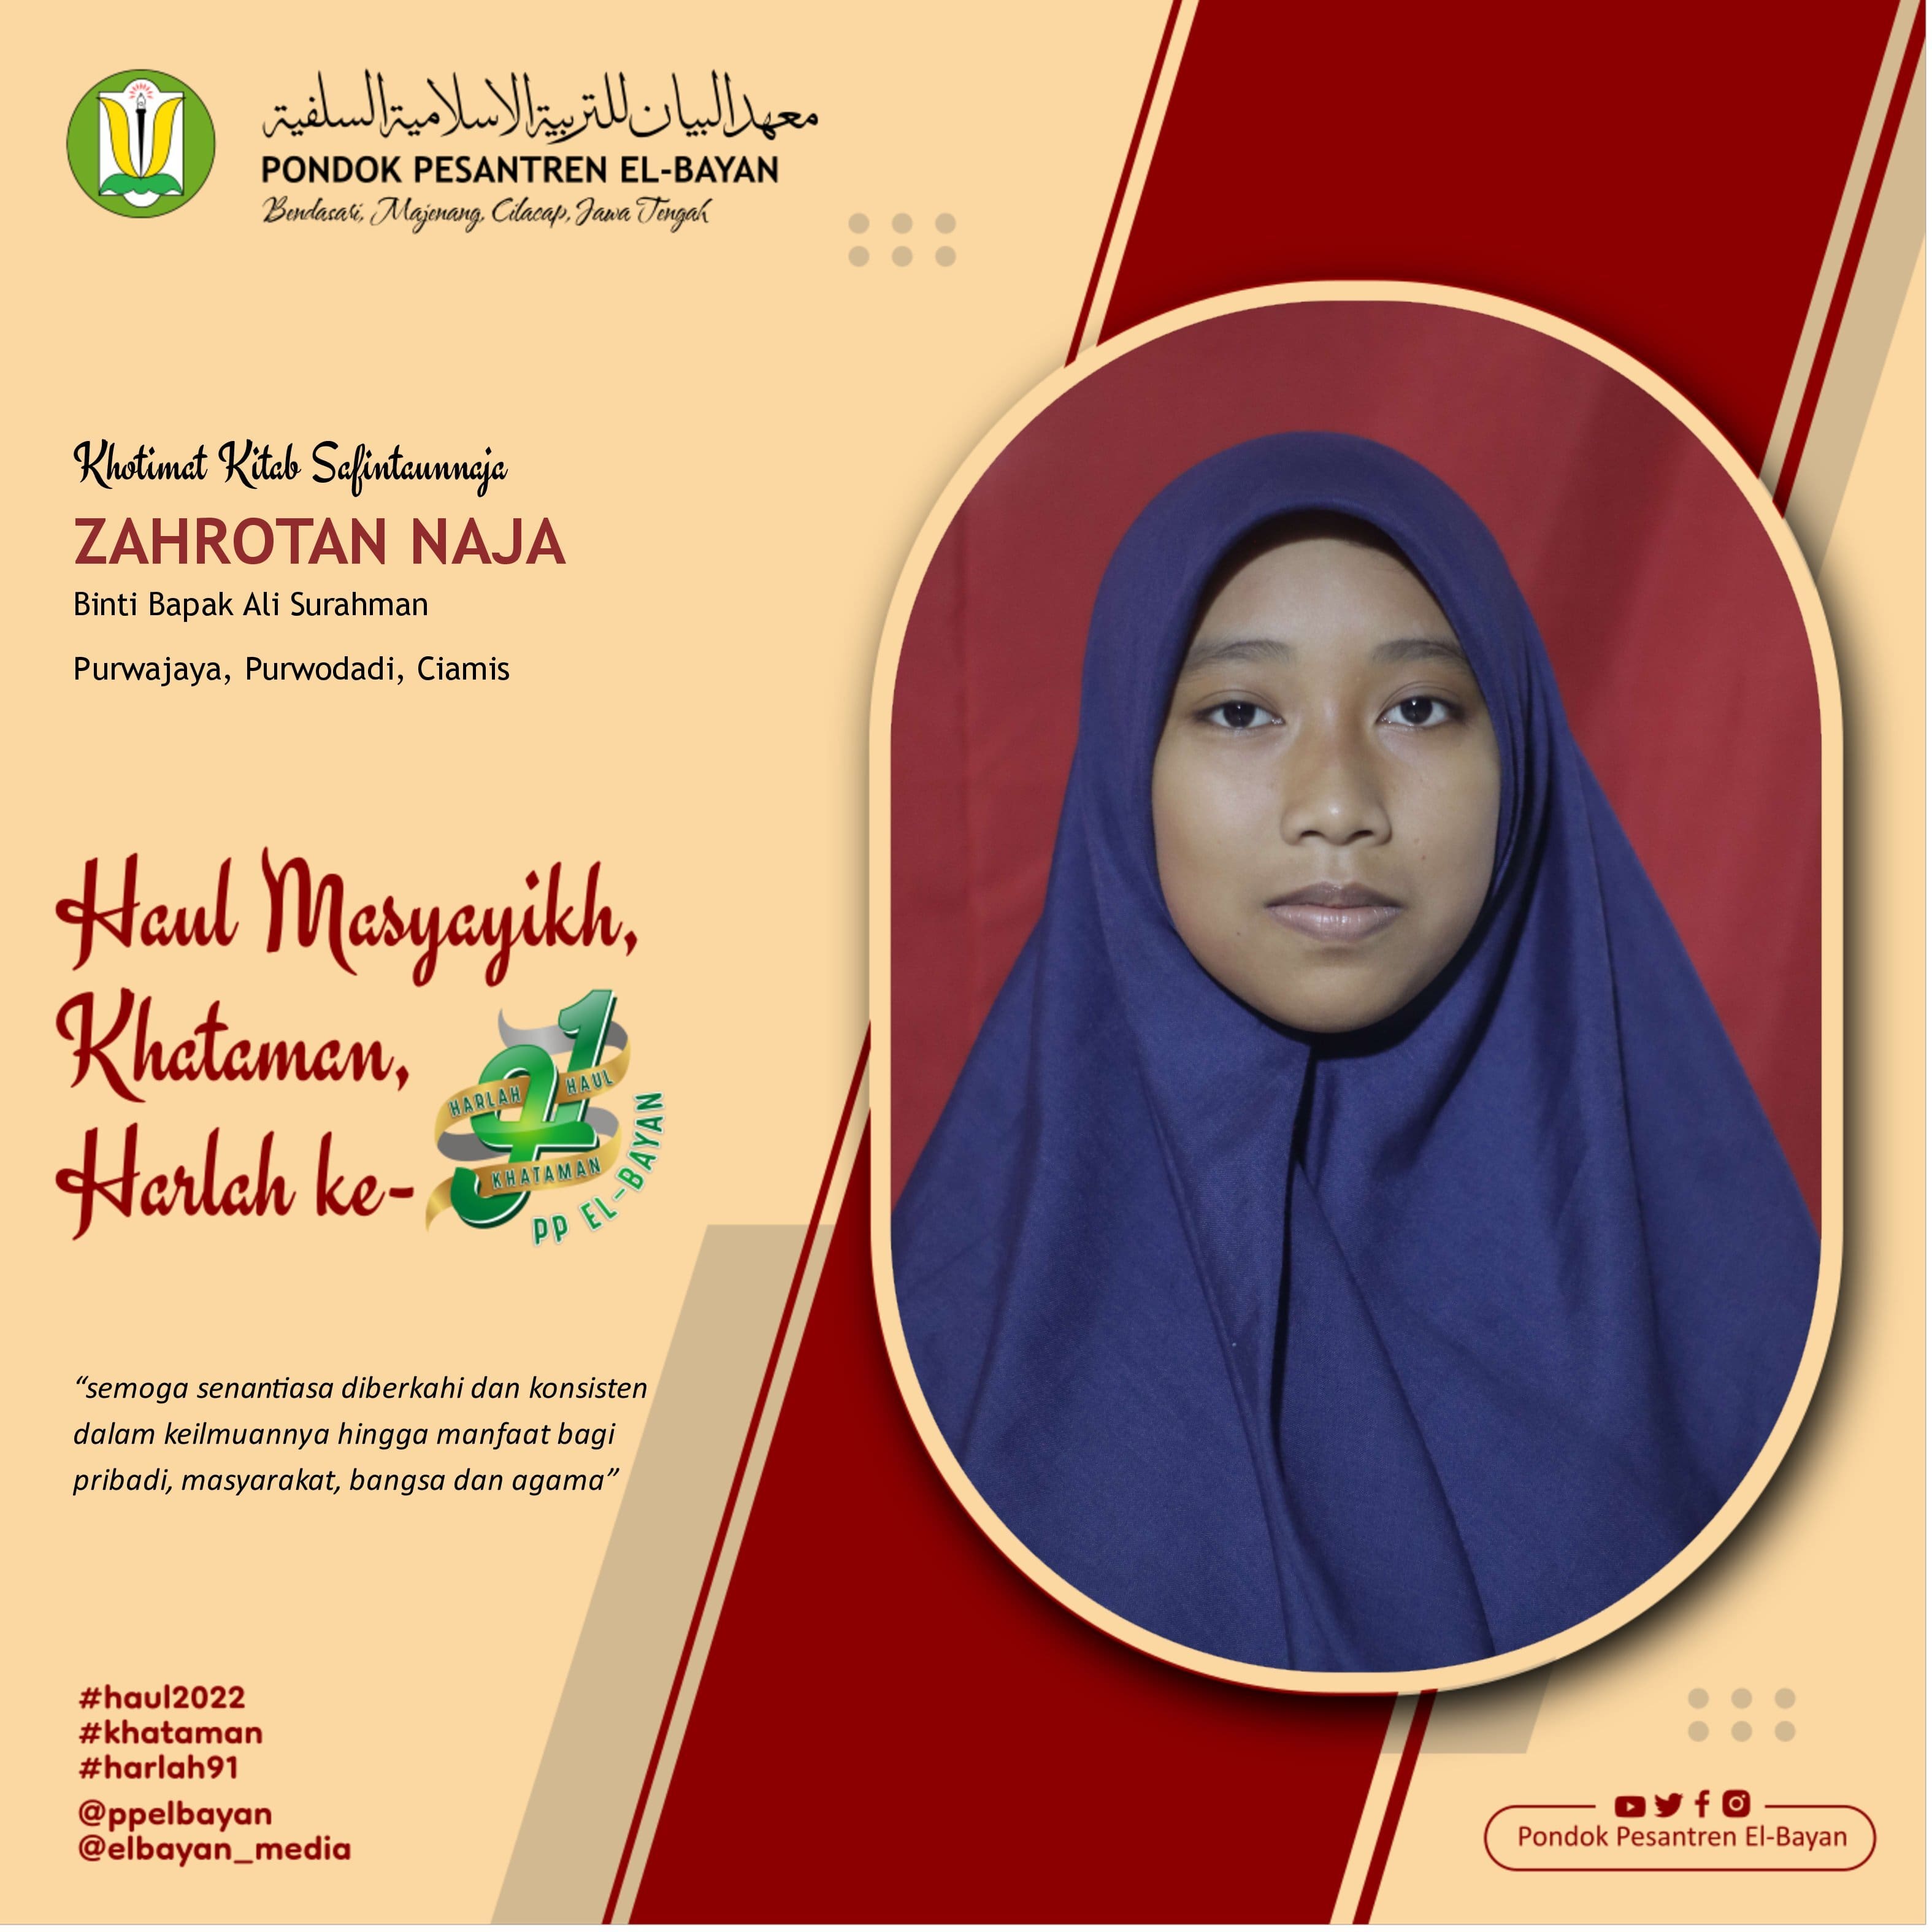 معهد البيان للتربية الاسلامية السلفية
PONDOK PESANTREN EL-BAYAN
Bendasari, Majenang, Cilacap, Jawa Tengah
Khotimat Kitab Safintaunnaja
ZAHROTAN NAJA
Binti Bapak Ali Surahman
Purwajaya, Purwodadi, Ciamis
Haul Masyayikh,
Khataman,
Harlah ke-
91
HARLAH HAUL
KHATAMAN
PP EL-BAYAN
“semoga senantiasa diberkahi dan konsisten
dalam keilmuannya hingga manfaat bagi
pribadi, masyarakat, bangsa dan agama”
#haul2022
#khataman
#harlah91
@ppelbayan
@elbayan_media
Pondok Pesantren El-Bayan